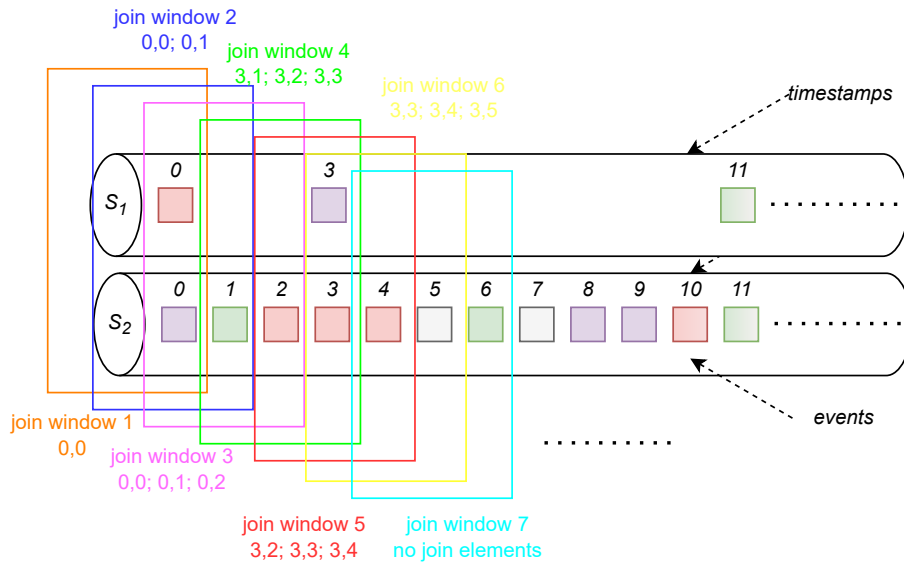 join window 2
0,0; 0,1
join window 4
3,1; 3,2; 3,3
join window 6
3,3; 3,4; 3.5
timestamps
S1
0
3
11
. . . . . . . . . .
S2
0
1
2
3
4
5
6
7
8
9
10
11
. . . . . . . . . .
join window 1
0,0
events
. . . . . . . . . .
join window 3
0,0; 0,1; 0,2
join window 5
3,2; 3,3; 3,4
join window 7
no join elements